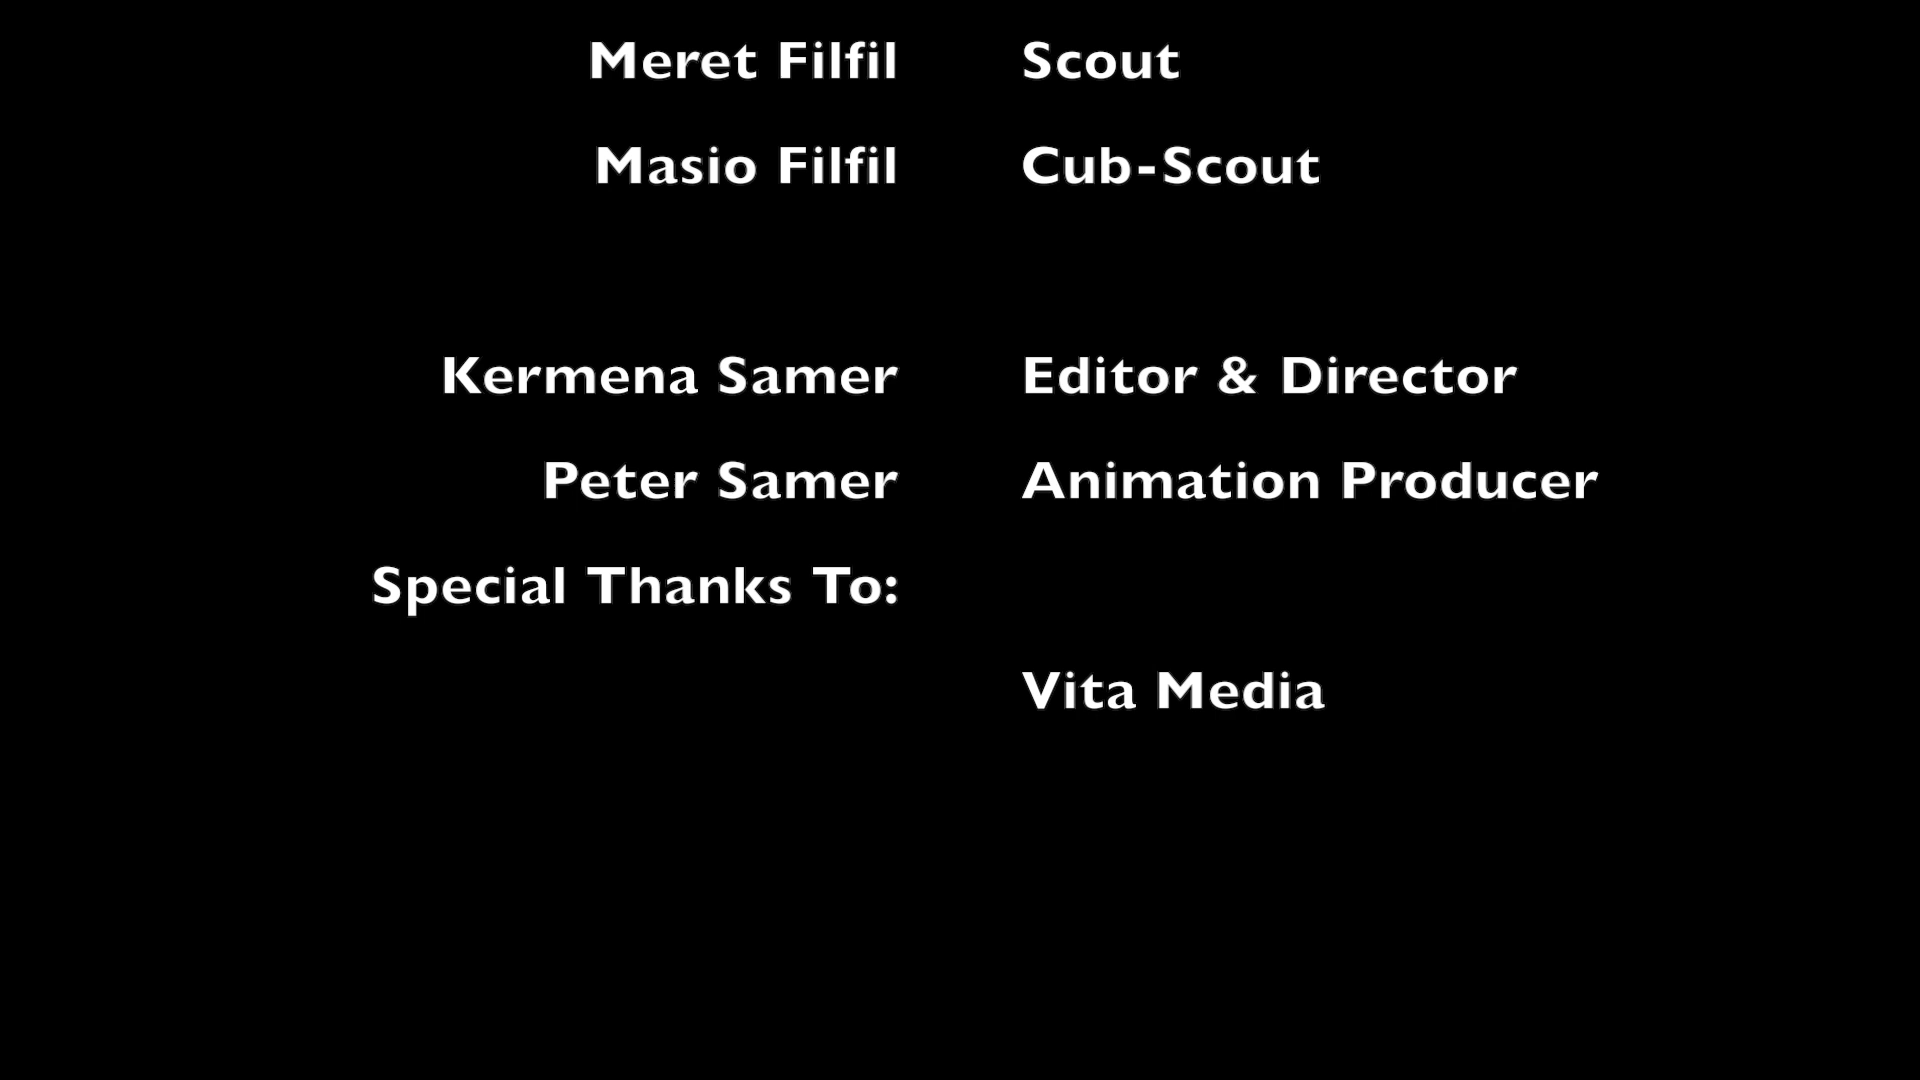 Meret Filfil Scout
Masio Filfil Cub-Scout
Kermena Samer Editor & Director
Peter Samer Animation Producer
Special Thanks To:
Vita Media